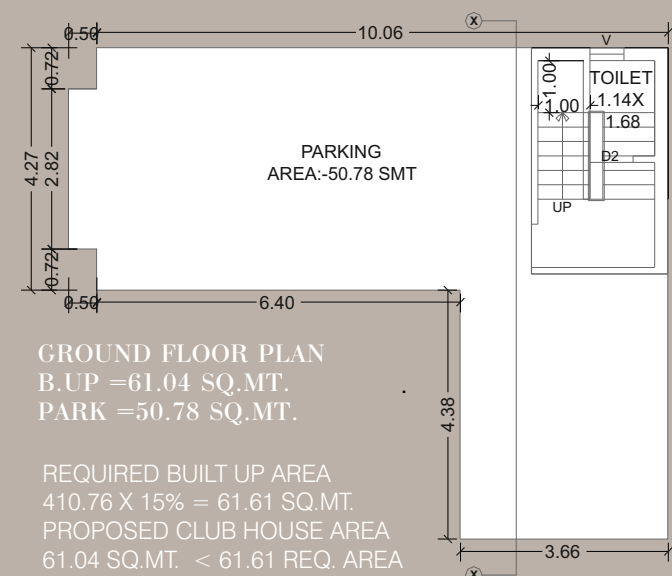 X
0.50
10.06
V
0.72
1.00
TOILET
1.14X
1.68
1.00
4.27
2.82
PARKING
AREA:-50.78 SMT
D2
UP
0.72
0.50
6.40
GROUND FLOOR PLAN
B.UP =61.04 SQ.MT.
PARK =50.78 SQ.MT.
4.38
REQUIRED BUILT UP AREA
410.76 X 15% = 61.61 SQ.MT.
PROPOSED CLUB HOUSE AREA
61.04 SQ.MT. < 61.61 REQ. AREA
3.66
X